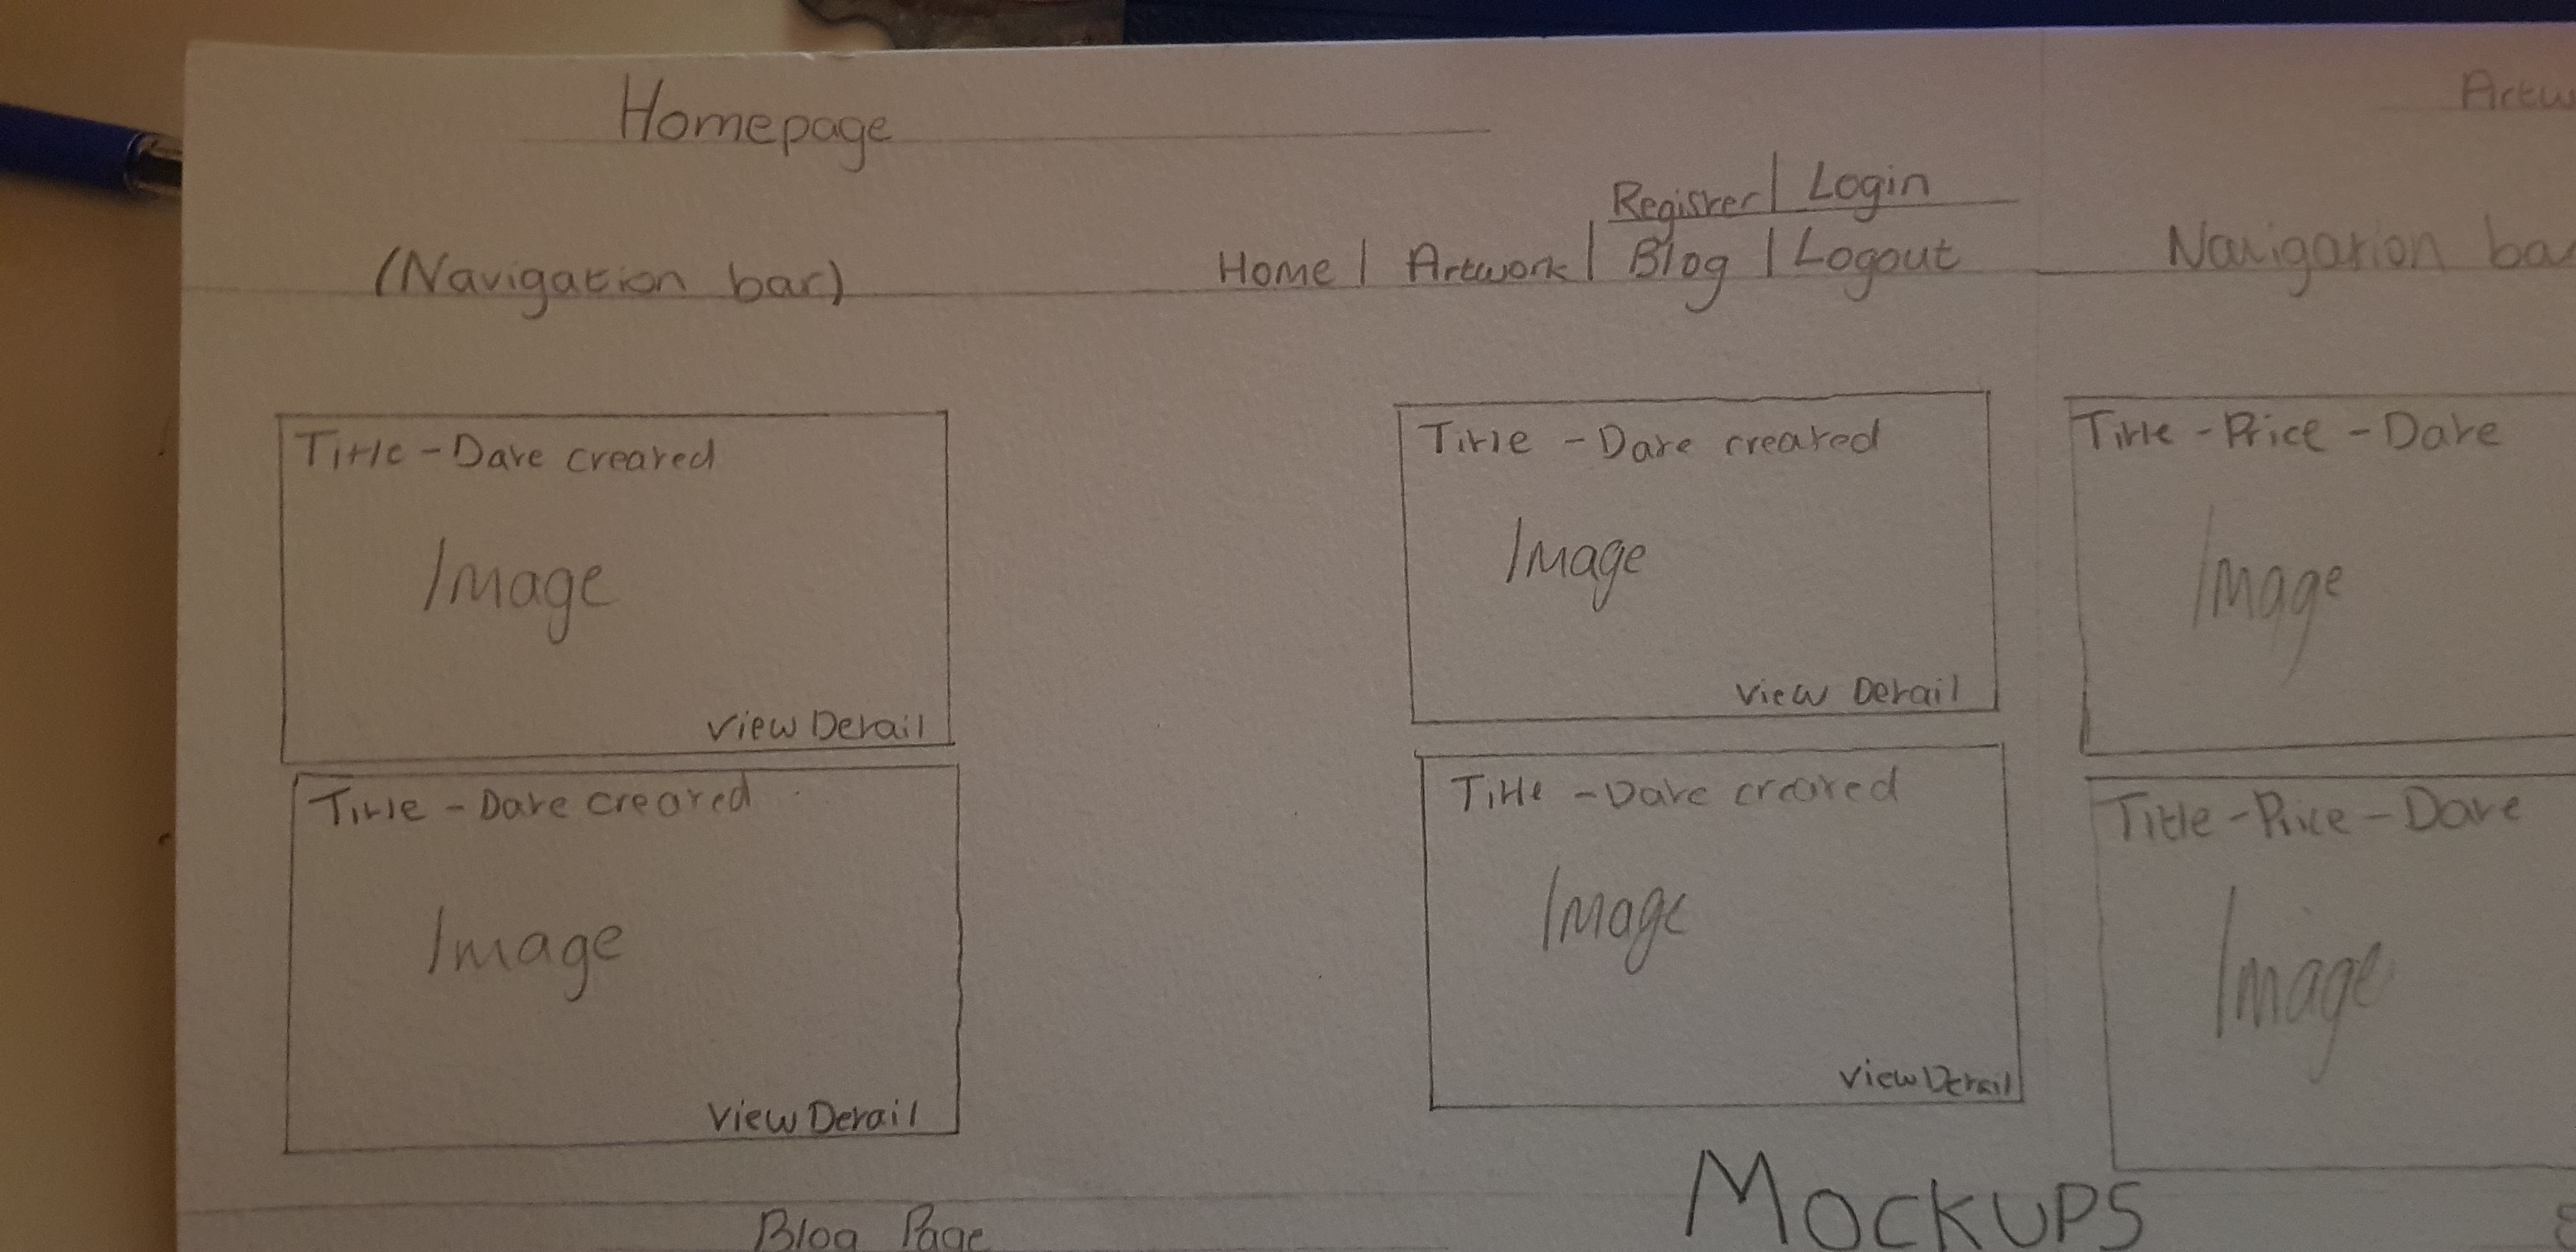 Homepage
Register | Login
(Navigation bar)
Home | Artwork | Blog | Logout
Title - Date created
Image
View Detail
Title - Date created
Image
View Detail
Title - Date created
Image
View Detail
Title - Date created
Image
View Detail
Navigation ba
Title - Price - Date
Image
Title - Price - Date
Image
Blog Page
Mockups